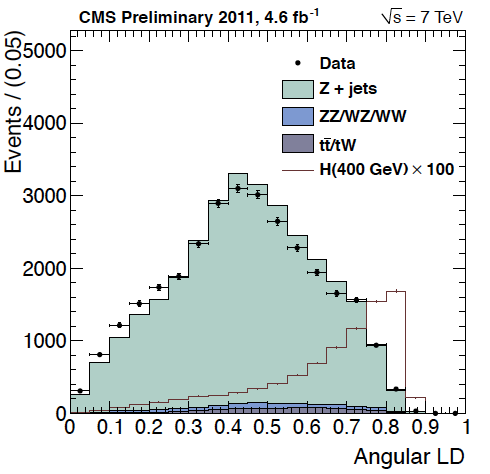 CMS Preliminary 2011, 4.6 fb⁻¹ √s = 7 TeV
Events / (0.05)
5000
4000
3000
2000
1000
0
Data
Z + jets
ZZ/WZ/WW
tt̄/tW
H(400 GeV) × 100
0 0.1 0.2 0.3 0.4 0.5 0.6 0.7 0.8 0.9 1
Angular LD